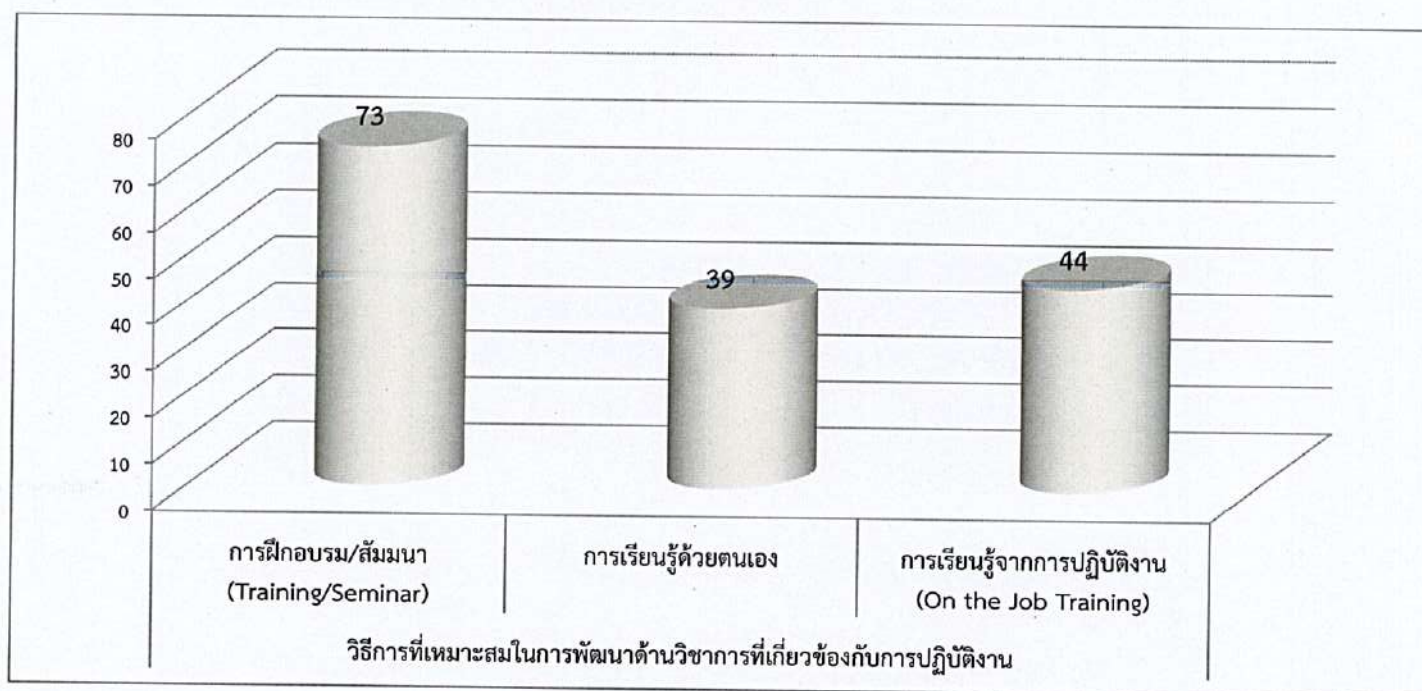 73
39
44
80
70
60
50
40
30
20
10
0
การฝึกอบรม/สัมมนา
(Training/Seminar)
การเรียนรู้ด้วยตนเอง
การเรียนรู้จากการปฏิบัติงาน
(On the Job Training)
วิธีการที่เหมาะสมในการพัฒนาด้านวิชาการที่เกี่ยวข้องกับการปฏิบัติงาน